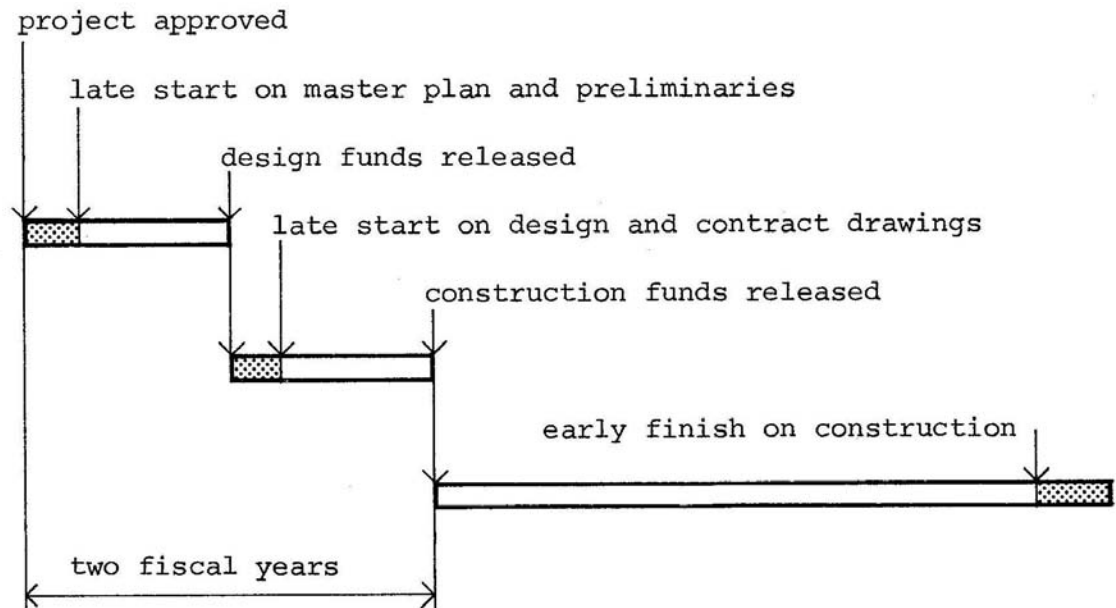 project approved
late start on master plan and preliminaries
design funds released
late start on design and contract drawings
construction funds released
early finish on construction
two fiscal years